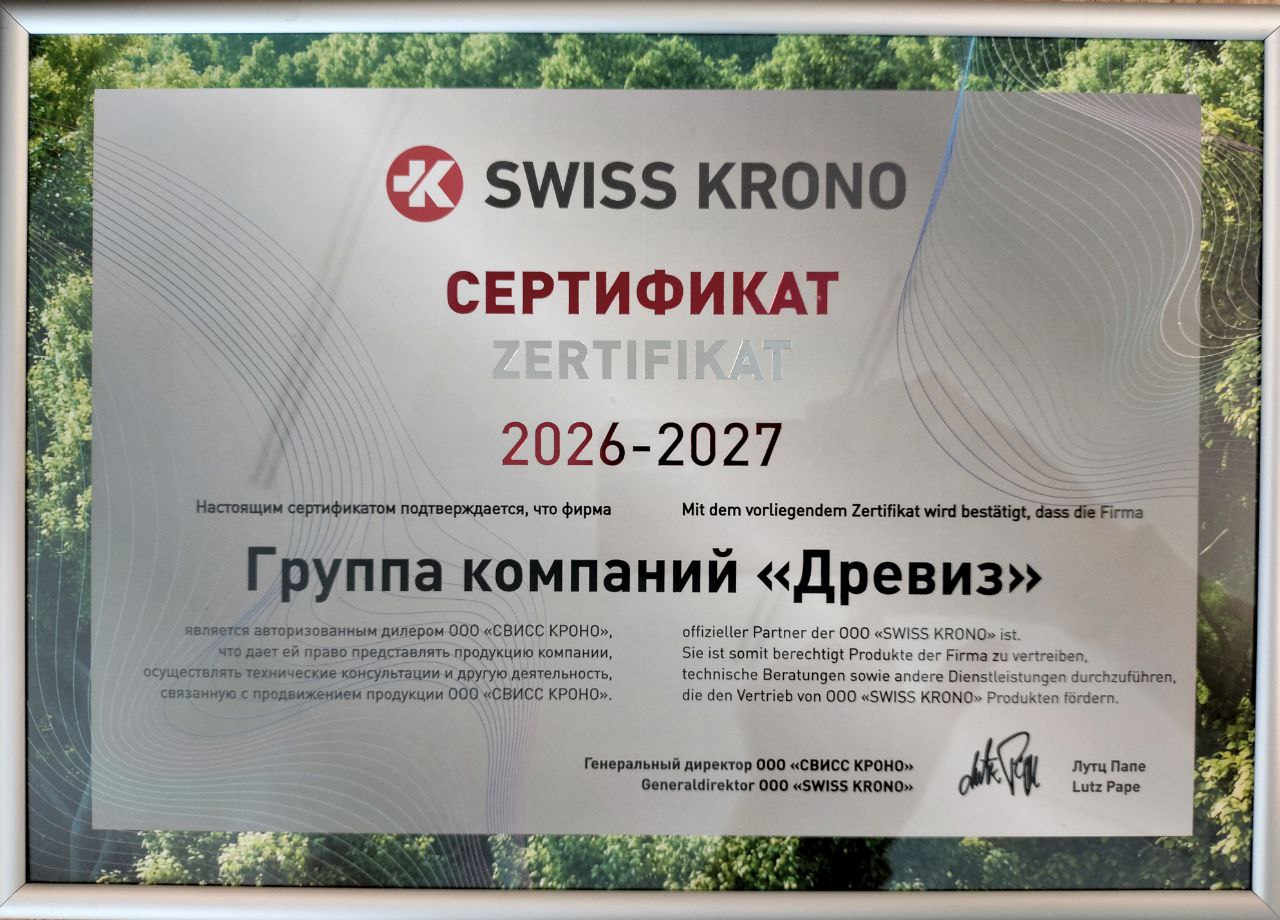 SWISS KRONO
СЕРТИФИКАТ
ZERTIFIKAT
2026-2027
Настоящим сертификатом подтверждается, что фирма
Mit dem vorliegendem Zertifikat wird bestätigt, dass die Firma
Группа компаний «Древиз»
является авторизованным дилером ООО «СВИСС КРОНО»,
что дает ей право представлять продукцию компании,
осуществлять технические консультации и другую деятельность,
связанную с продвижением продукции ООО «СВИСС КРОНО».
offizieller Partner der ООО «SWISS KRONO» ist.
Sie ist somit berechtigt Produkte der Firma zu vertreiben,
technische Beratungen sowie andere Dienstleistungen durchzuführen,
die den Vertrieb von ООО «SWISS KRONO» Produkten fördern.
Генеральный директор ООО «СВИСС КРОНО»
Generaldirektor ООО «SWISS KRONO»
Лутц Папе
Lutz Pape